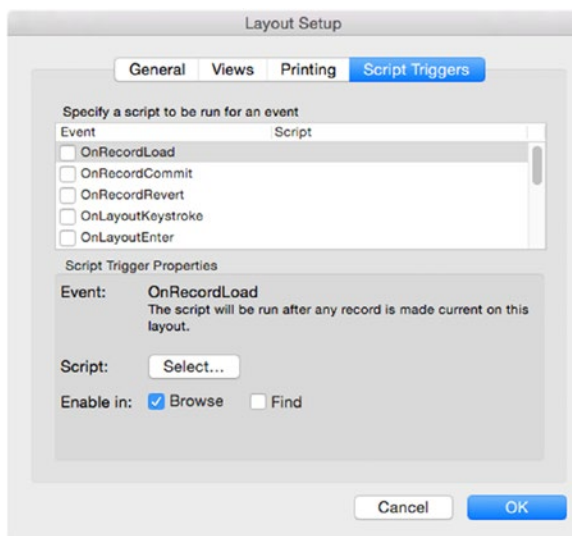 Layout Setup
General Views Printing Script Triggers
Specify a script to be run for an event
Event Script
OnRecordLoad
OnRecordCommit
OnRecordRevert
OnLayoutKeystroke
OnLayoutEnter
Script Trigger Properties
Event: OnRecordLoad
The script will be run after any record is made current on this
layout.
Script: Select...
Enable in: Browse Find
Cancel OK